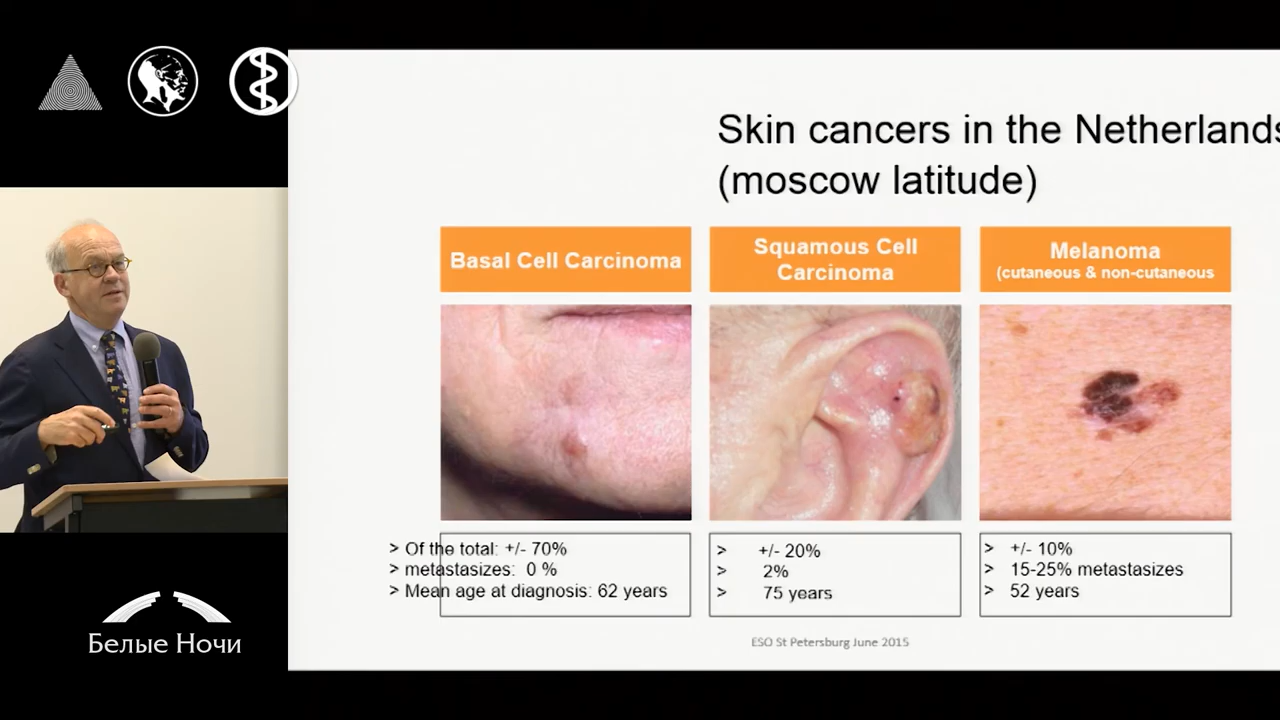 Skin cancers in the Netherlands
(moscow latitude)
Basal Cell Carcinoma
Squamous Cell
Carcinoma
Melanoma
(cutaneous & non-cutaneous
> Of the total: +/- 70%
> metastasizes: 0 %
> Mean age at diagnosis: 62 years
> +/- 20%
> 2%
> 75 years
> +/- 10%
> 15-25% metastasizes
> 52 years
ESO St Petersburg June 2015
Белые Ночи